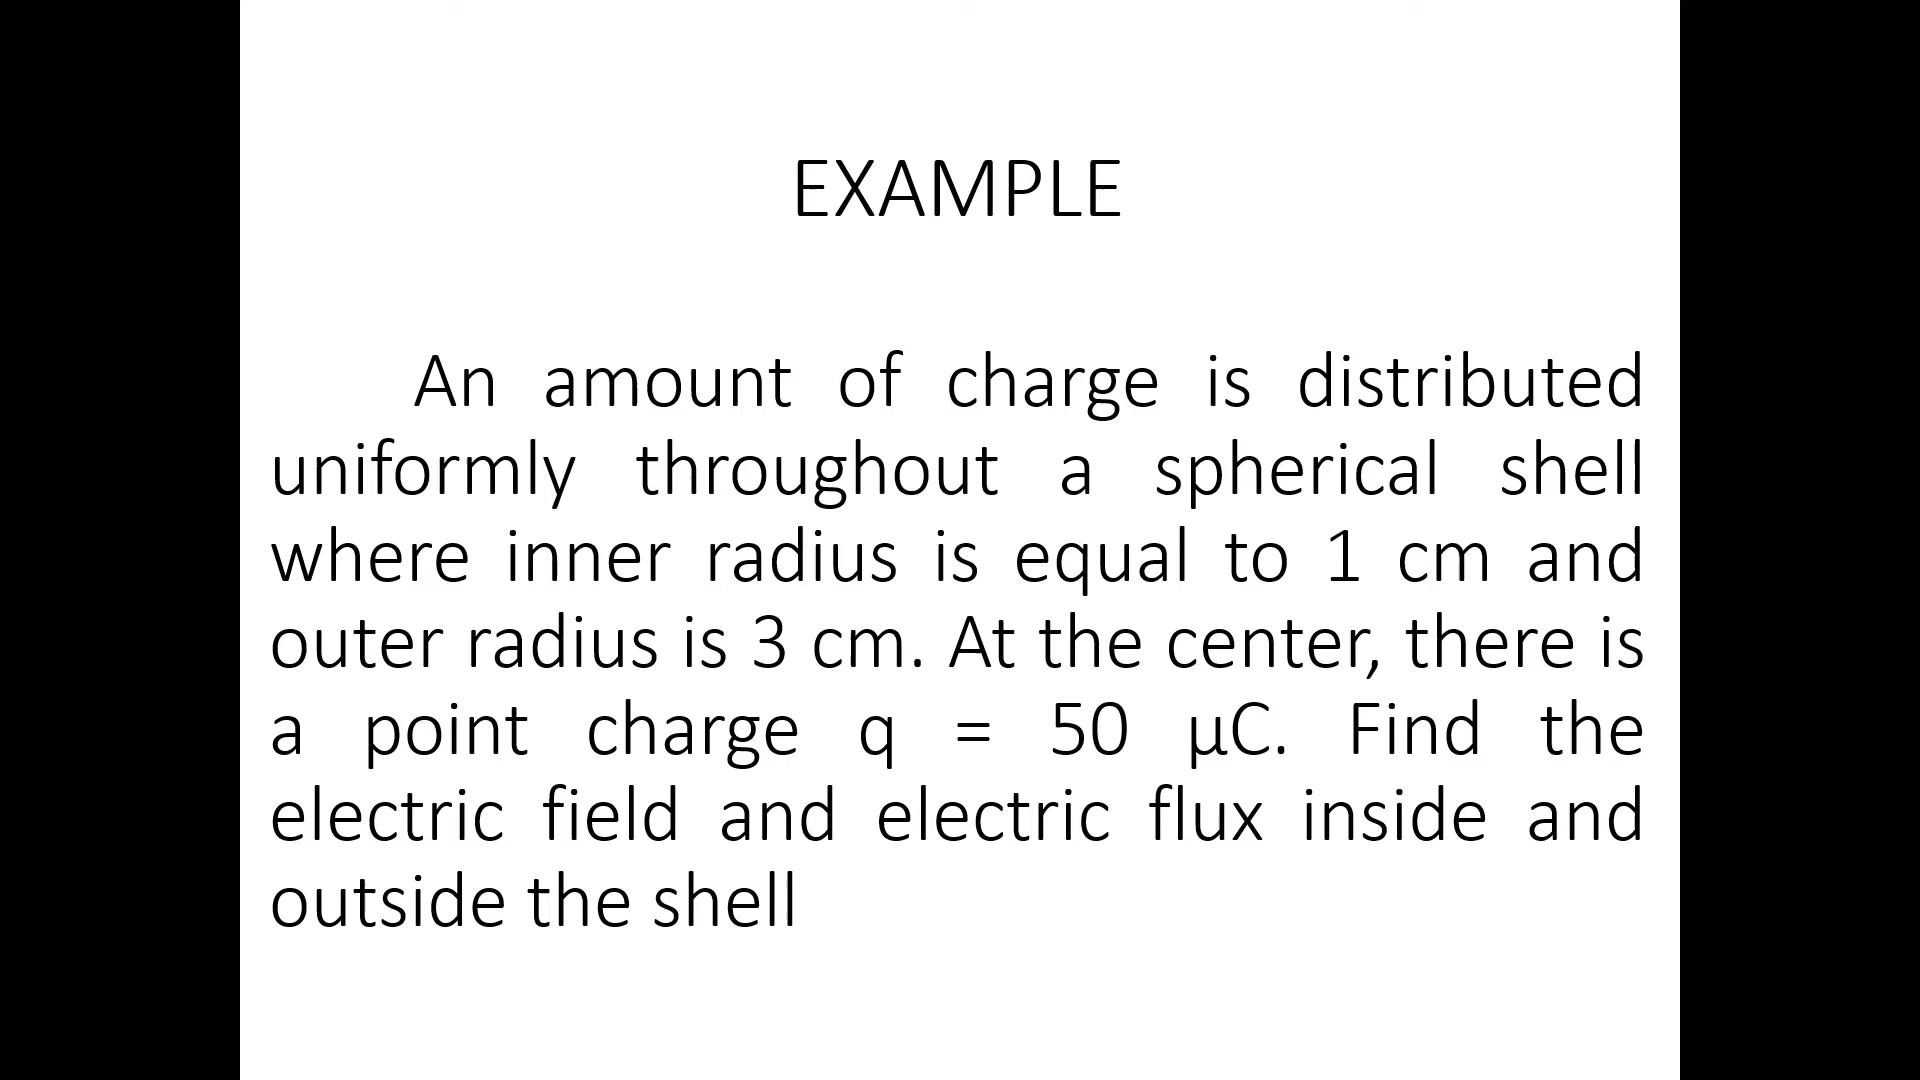 EXAMPLE
An amount of charge is distributed
uniformly throughout a spherical shell
where inner radius is equal to 1 cm and
outer radius is 3 cm. At the center, there is
a point charge q = 50 μC. Find the
electric field and electric flux inside and
outside the shell